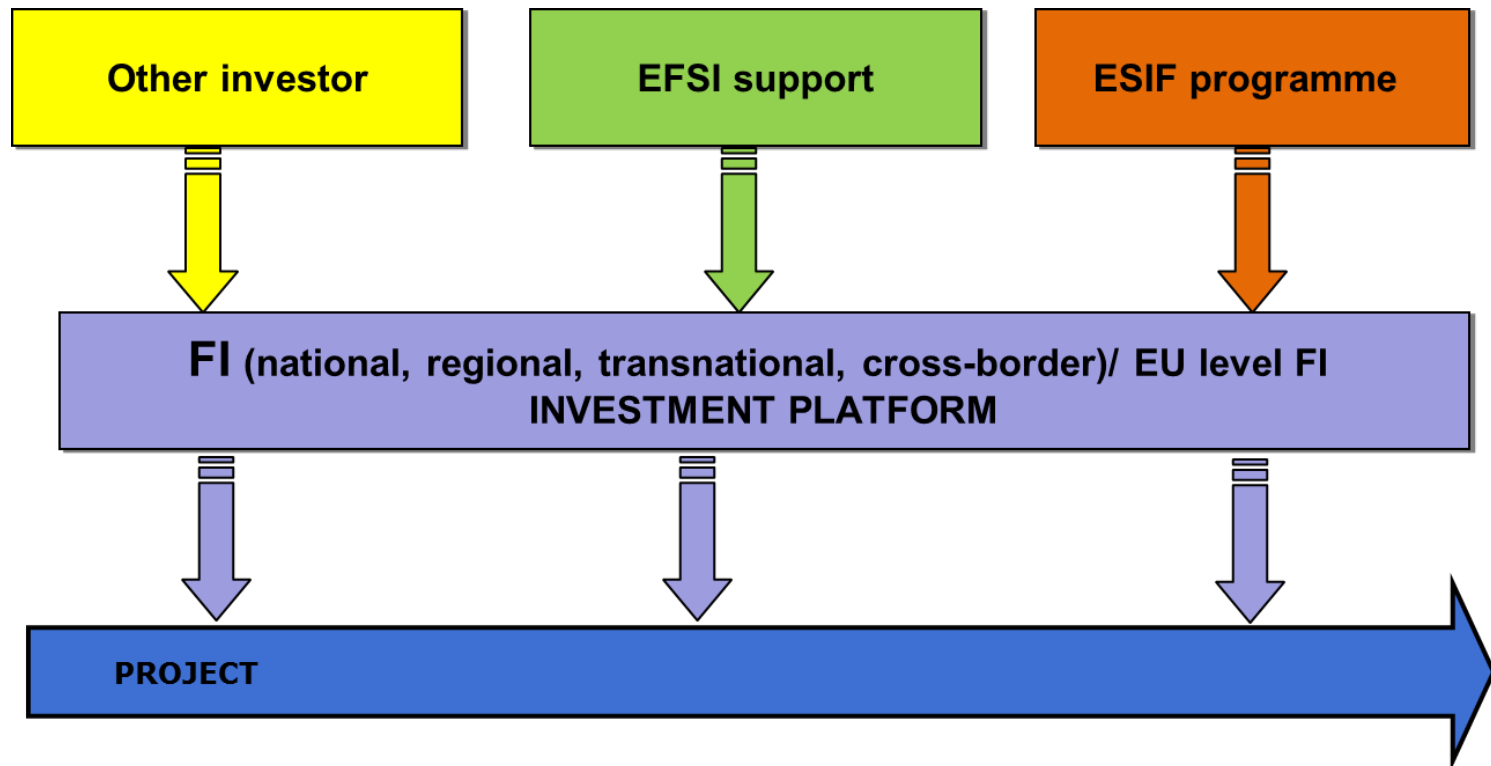 Other investor
EFSI support
ESIF programme
FI (national, regional, transnational, cross-border)/ EU level FI
INVESTMENT PLATFORM
PROJECT